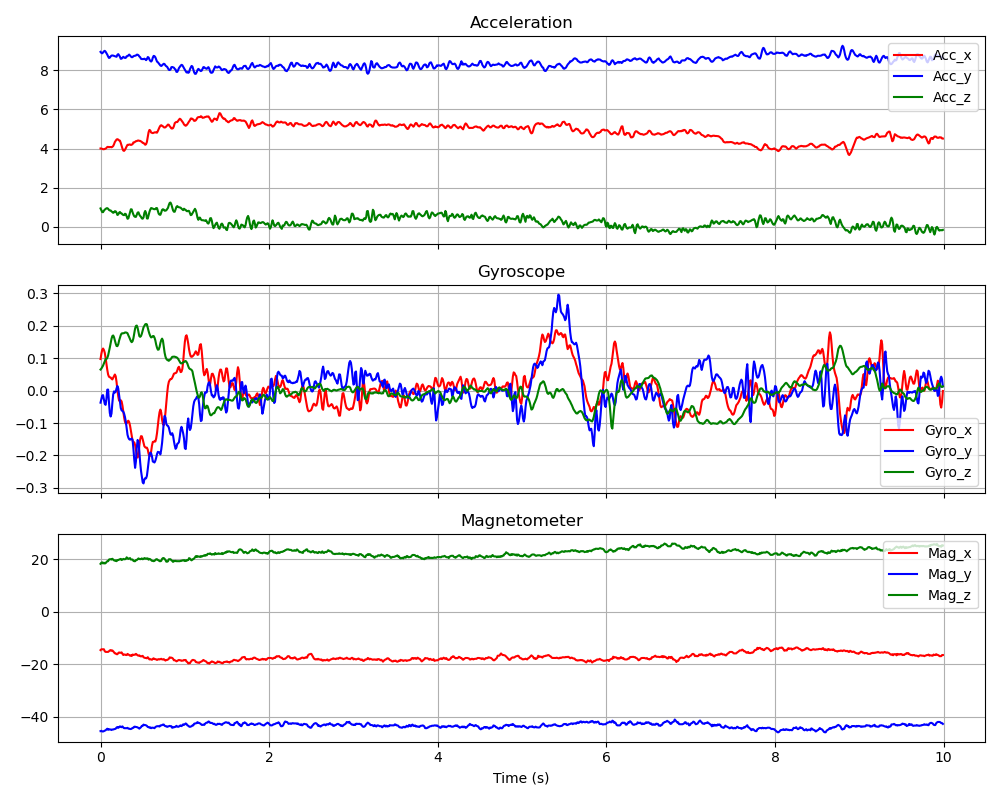 Acceleration
8
6
4
2
0
Acc_x
Acc_y
Acc_z
Gyroscope
0.3
0.2
0.1
0.0
−0.1
−0.2
−0.3
Gyro_x
Gyro_y
Gyro_z
Magnetometer
20
0
−20
−40
Mag_x
Mag_y
Mag_z
0 2 4 6 8 10
Time (s)